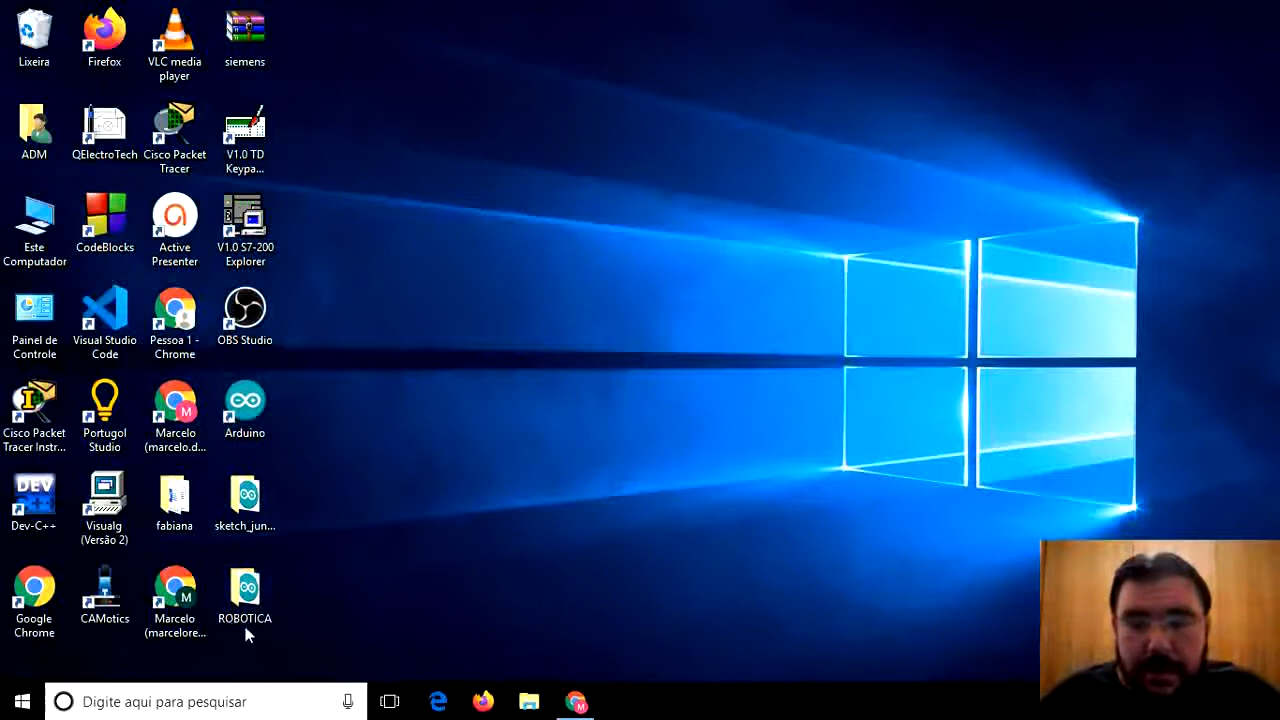 Lixeira
Firefox
VLC media
player
siemens
ADM
QElectroTech
Cisco Packet
Tracer
V1.0 TD
Keypa...
Este
Computador
CodeBlocks
Active
Presenter
V1.0 S7-200
Explorer
Painel de
Controle
Visual Studio
Code
Pessoa 1 -
Chrome
OBS Studio
Cisco Packet
Tracer Instr...
Portugol
Studio
Marcelo
(marcelo.d...
Arduino
DEV
Dev-C++
Visualg
(Versão 2)
fabiana
sketch_jun...
Google
Chrome
CAMotics
Marcelo
(marcelore...
ROBOTICA
Digite aqui para pesquisar